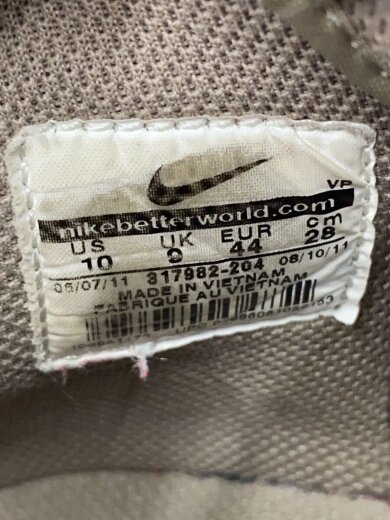 VP
nikebetterworld.com
US UK EUR cm
10 9 44 28
06/07/11 317982-204 08/10/11
MADE IN VIETNAM
FABRIQUE AU VIETNAM